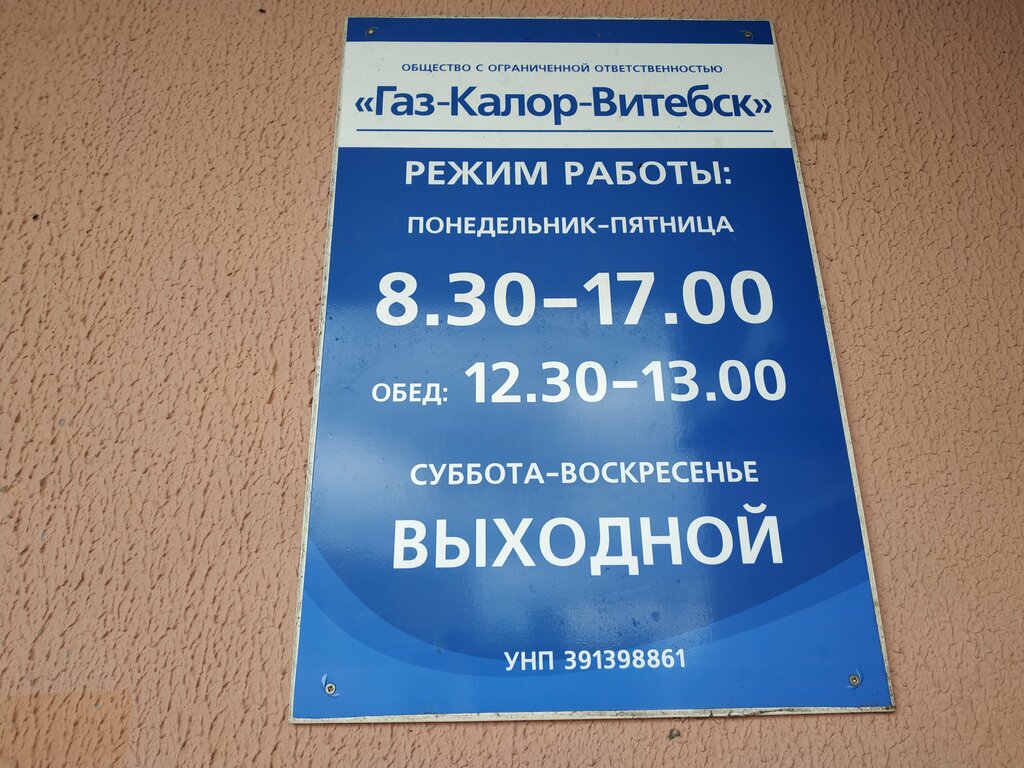 ОБЩЕСТВО С ОГРАНИЧЕННОЙ ОТВЕТСТВЕННОСТЬЮ
«Газ-Калор-Витебск»
РЕЖИМ РАБОТЫ:
ПОНЕДЕЛЬНИК-ПЯТНИЦА
8.30-17.00
ОБЕД: 12.30-13.00
СУББОТА-ВОСКРЕСЕНЬЕ
ВЫХОДНОЙ
УНП 391398861